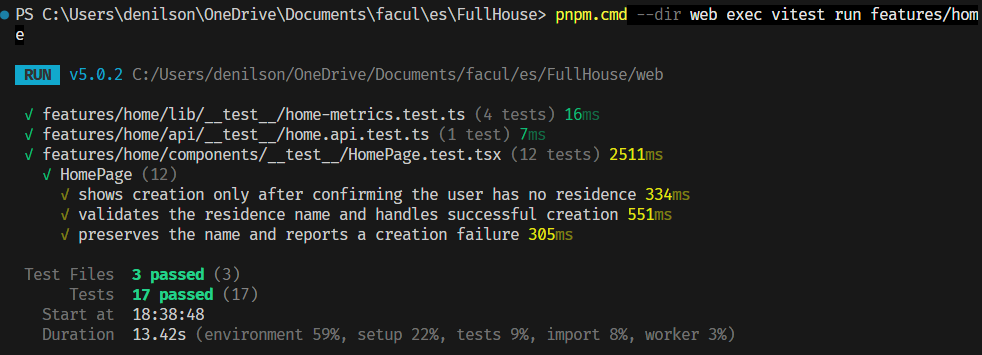 PS C:\Users\denilson\OneDrive\Documents\facul\es\FullHouse> pnpm.cmd --dir web exec vitest run features/hom
e
RUN v5.0.2 C:/Users/denilson/OneDrive/Documents/facul/es/FullHouse/web
√ features/home/lib/__test__/home-metrics.test.ts (4 tests) 16ms
√ features/home/api/__test__/home.api.test.ts (1 test) 7ms
√ features/home/components/__test__/HomePage.test.tsx (12 tests) 2511ms
√ HomePage (12)
√ shows creation only after confirming the user has no residence 334ms
√ validates the residence name and handles successful creation 551ms
√ preserves the name and reports a creation failure 305ms
Test Files 3 passed (3)
Tests 17 passed (17)
Start at 18:38:48
Duration 13.42s (environment 59%, setup 22%, tests 9%, import 8%, worker 3%)